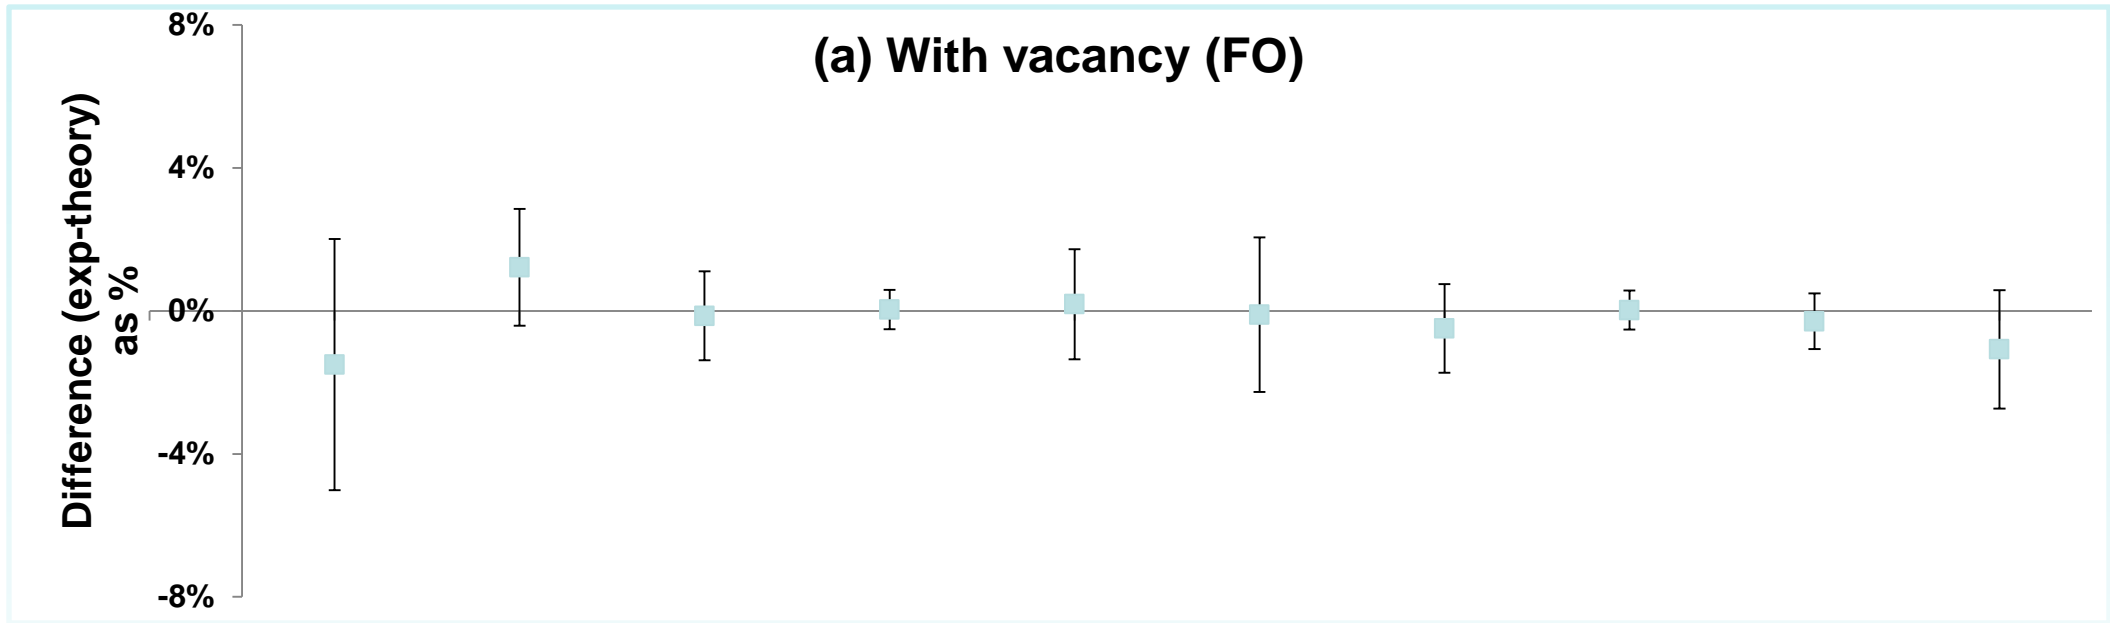 (a) With vacancy (FO)
Difference (exp-theory)
as %
8%
4%
0%
-4%
-8%